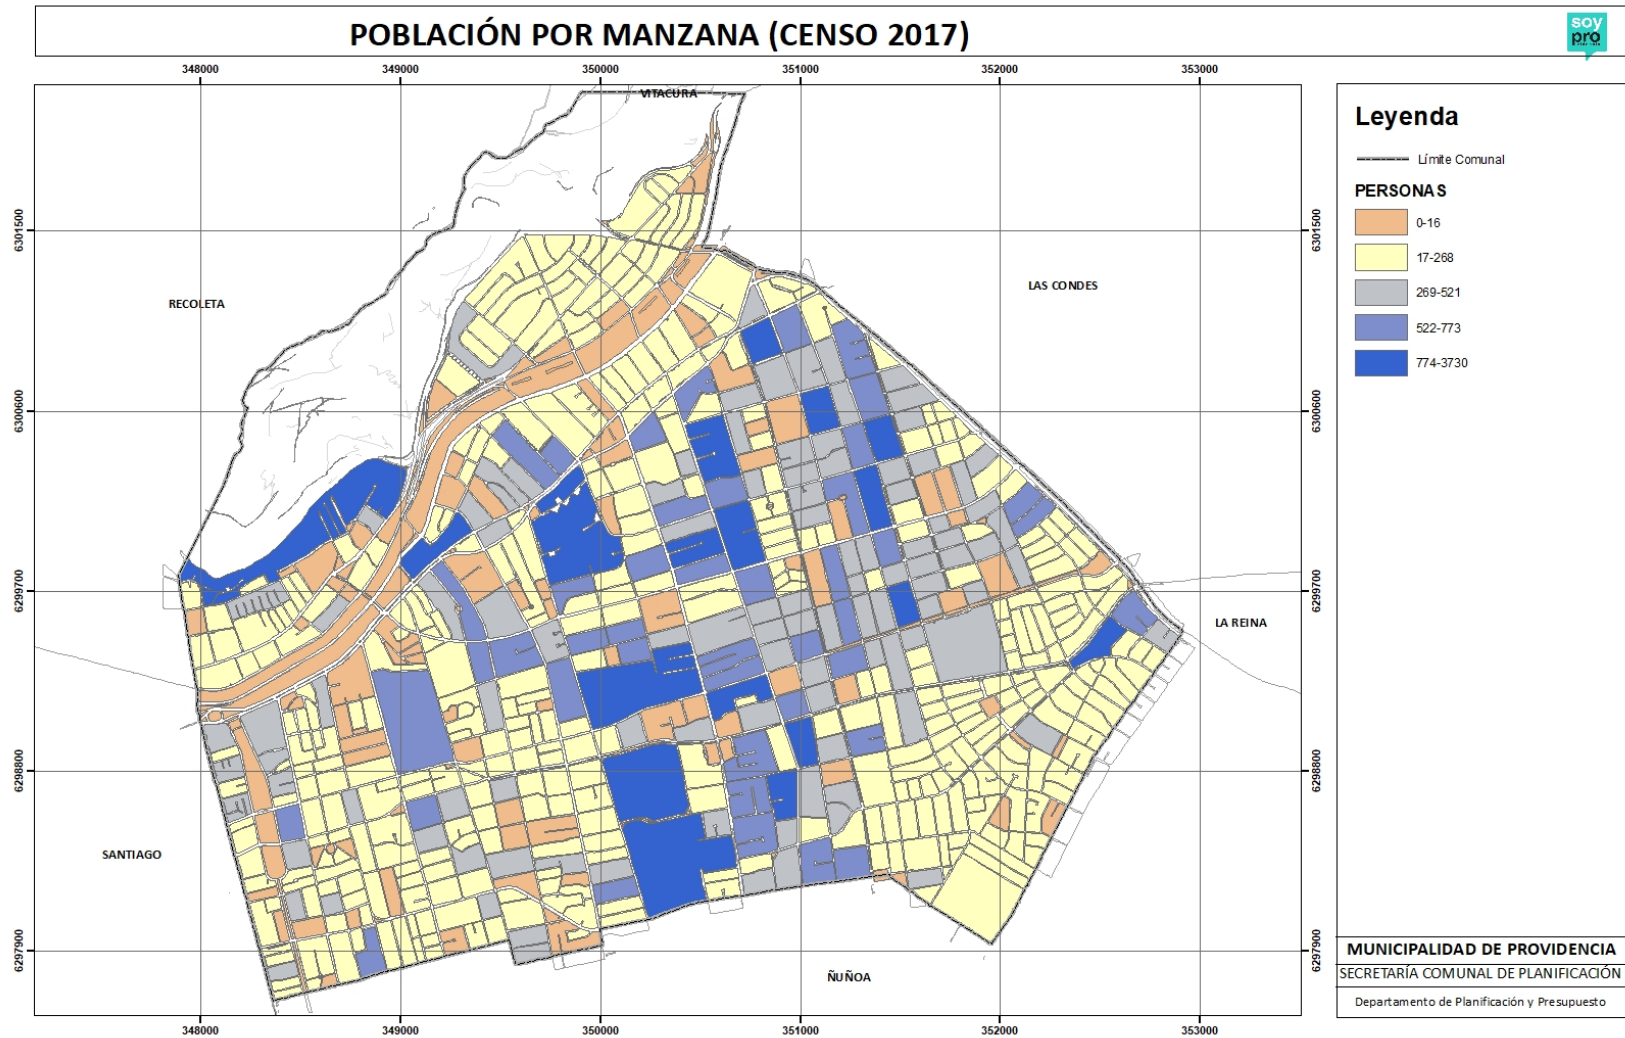 POBLACIÓN POR MANZANA (CENSO 2017)
soy
pro
348000 349000 350000 351000 352000 353000
VITACURA
6301500 6301500
RECOLETA
LAS CONDES
6300600 6300600
6299700 6299700
LA REINA
6298800 6298800
SANTIAGO
6297900 6297900
ÑUÑOA
348000 349000 350000 351000 352000 353000
Leyenda
Límite Comunal
PERSONAS
0-16
17-268
269-521
522-773
774-3730
MUNICIPALIDAD DE PROVIDENCIA
SECRETARÍA COMUNAL DE PLANIFICACIÓN
Departamento de Planificación y Presupuesto